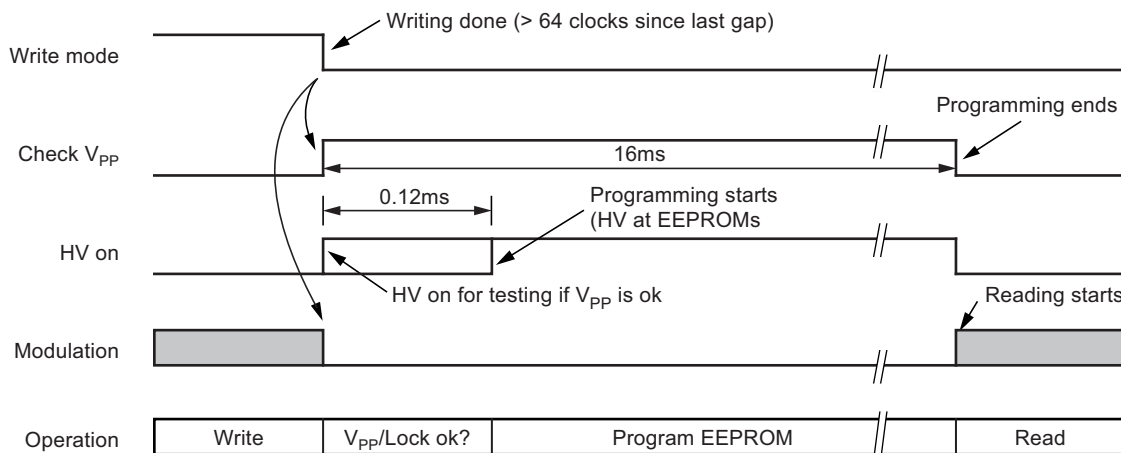 Writing done (> 64 clocks since last gap)
Write mode
Programming ends
Check VPP
16ms
0.12ms
Programming starts
(HV at EEPROMs
HV on
HV on for testing if VPP is ok
Reading starts
Modulation
Operation
Write
VPP/Lock ok?
Program EEPROM
Read